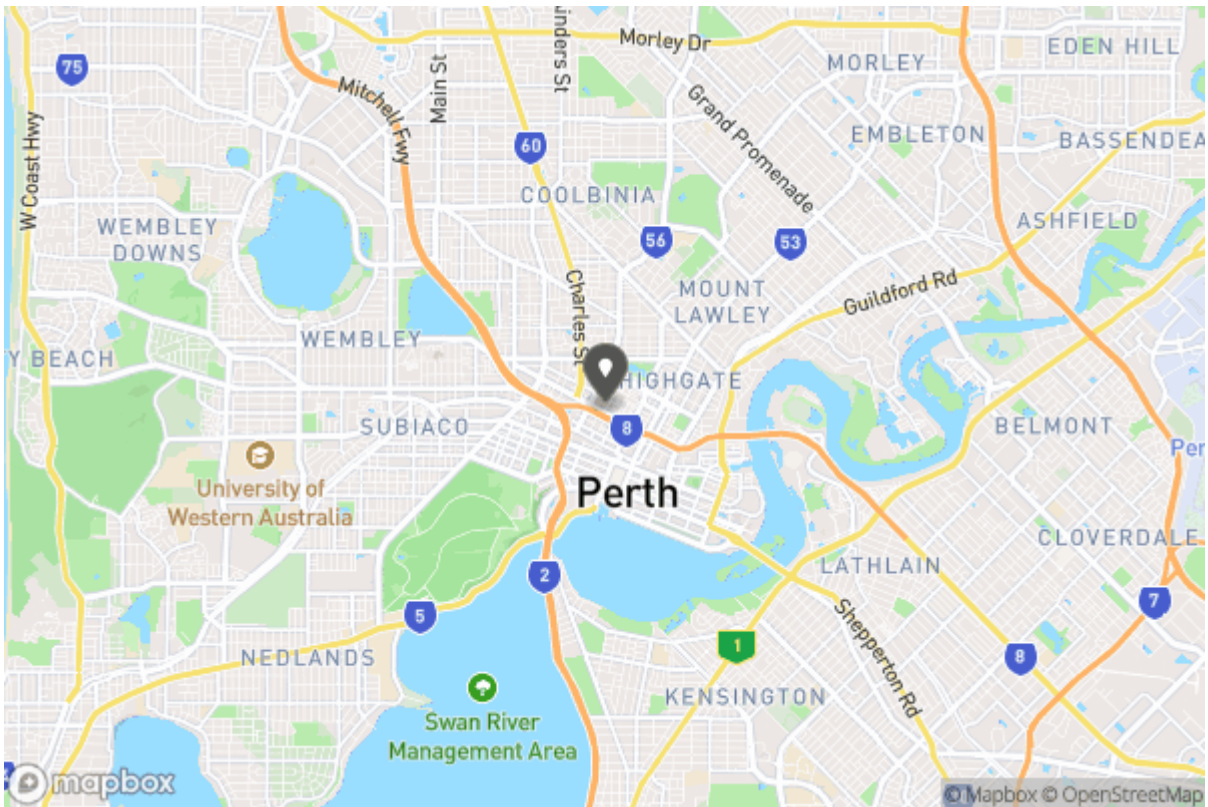 Morley Dr
EDEN HILL
MORLEY
75
Main St
Mitchell Fwy
Grand Promenade
EMBLETON
BASSENDEA
60
W Coast Hwy
COOLBINIA
WEMBLEY
DOWNS
56
53
ASHFIELD
Charles St
MOUNT
LAWLEY
Guildford Rd
WEMBLEY
Y BEACH
HIGHGATE
SUBIACO
8
BELMONT
University of
Western Australia
Perth
CLOVERDALE
LATHLAIN
2
5
7
Shepperton Rd
1
8
NEDLANDS
KENSINGTON
Swan River
Management Area
mapbox
© Mapbox © OpenStreetMap